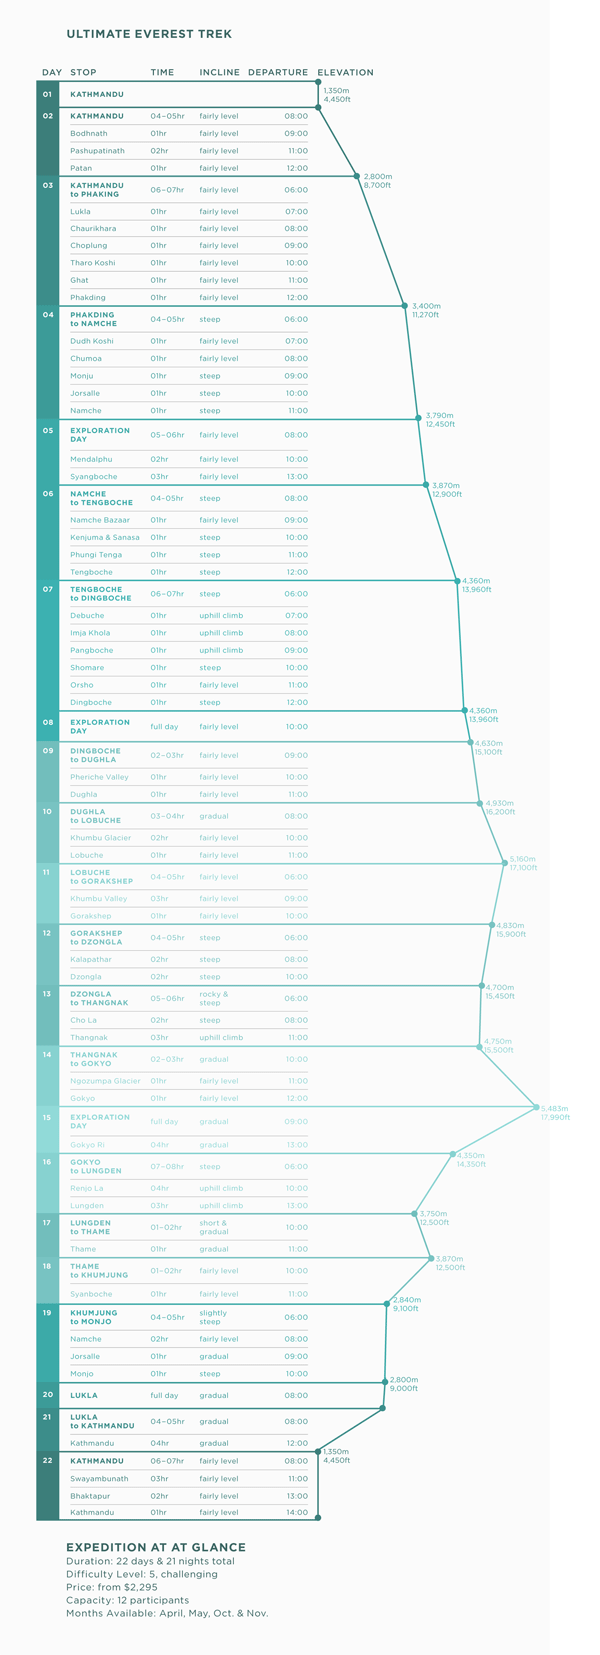 ULTIMATE EVEREST TREK
DAY STOP TIME INCLINE DEPARTURE ELEVATION
01 KATHMANDU
1,350m
4,450ft
02 KATHMANDU 04–05hr fairly level 08:00
Bodhnath 01hr fairly level 09:00
Pashupatinath 02hr fairly level 11:00
Patan 01hr fairly level 12:00
2,800m
8,700ft
03 KATHMANDU
to PHAKING 06–07hr fairly level 06:00
Lukla 01hr fairly level 07:00
Chaurikhara 01hr fairly level 08:00
Choplung 01hr fairly level 09:00
Tharo Koshi 01hr fairly level 10:00
Ghat 01hr fairly level 11:00
Phakding 01hr fairly level 12:00
3,400m
11,270ft
04 PHAKDING
to NAMCHE 04–05hr steep 06:00
Dudh Koshi 01hr fairly level 07:00
Chumoa 01hr fairly level 08:00
Monju 01hr steep 09:00
Jorsalle 01hr steep 10:00
Namche 01hr steep 11:00
3,790m
12,450ft
05 EXPLORATION
DAY 05–06hr fairly level 08:00
Mendalphu 02hr fairly level 10:00
Syangboche 03hr fairly level 13:00
3,870m
12,900ft
06 NAMCHE
to TENGBOCHE 04–05hr steep 08:00
Namche Bazaar 01hr fairly level 09:00
Kenjuma & Sanasa 01hr steep 10:00
Phungi Tenga 01hr steep 11:00
Tengboche 01hr steep 12:00
4,360m
13,960ft
07 TENGBOCHE
to DINGBOCHE 06–07hr steep 06:00
Debuche 01hr uphill climb 07:00
Imja Khola 01hr uphill climb 08:00
Pangboche 01hr uphill climb 09:00
Shomare 01hr steep 10:00
Orsho 01hr fairly level 11:00
Dingboche 01hr steep 12:00
4,360m
13,960ft
08 EXPLORATION
DAY full day fairly level 10:00
4,630m
15,100ft
09 DINGBOCHE
to DUGHLA 02–03hr fairly level 09:00
Pheriche Valley 01hr fairly level 10:00
Dughla 01hr fairly level 11:00
4,930m
16,200ft
10 DUGHLA
to LOBUCHE 03–04hr gradual 08:00
Khumbu Glacier 02hr fairly level 10:00
Lobuche 01hr fairly level 11:00
5,160m
17,100ft
11 LOBUCHE
to GORAKSHEP 04–05hr fairly level 06:00
Khumbu Valley 03hr fairly level 09:00
Gorakshep 01hr fairly level 10:00
4,830m
15,900ft
12 GORAKSHEP
to DZONGLA 04–05hr steep 06:00
Kalapathar 02hr steep 08:00
Dzongla 02hr steep 10:00
4,700m
15,450ft
13 DZONGLA
to THANGNAK 05–06hr rocky &
steep 06:00
Cho La 02hr steep 08:00
Thangnak 03hr uphill climb 11:00
4,750m
15,500ft
14 THANGNAK
to GOKYO 02–03hr gradual 10:00
Ngozumpa Glacier 01hr fairly level 11:00
Gokyo 01hr fairly level 12:00
5,483m
17,990ft
15 EXPLORATION
DAY full day gradual 09:00
Gokyo Ri 04hr gradual 13:00
4,350m
14,350ft
16 GOKYO
to LUNGDEN 07–08hr steep 06:00
Renjo La 04hr uphill climb 10:00
Lungden 03hr uphill climb 13:00
3,750m
12,500ft
17 LUNGDEN
to THAME 01–02hr short &
gradual 10:00
Thame 01hr gradual 11:00
3,870m
12,500ft
18 THAME
to KHUMJUNG 01–02hr fairly level 10:00
Syanboche 01hr fairly level 11:00
2,840m
9,100ft
19 KHUMJUNG
to MONJO 04–05hr slightly
steep 06:00
Namche 02hr fairly level 08:00
Jorsalle 01hr gradual 09:00
Monjo 01hr steep 10:00
2,800m
9,000ft
20 LUKLA full day gradual 08:00
21 LUKLA
to KATHMANDU 04–05hr gradual 08:00
Kathmandu 04hr gradual 12:00
1,350m
4,450ft
22 KATHMANDU 06–07hr fairly level 08:00
Swayambunath 03hr fairly level 11:00
Bhaktapur 02hr fairly level 13:00
Kathmandu 01hr fairly level 14:00
EXPEDITION AT AT GLANCE
Duration: 22 days & 21 nights total
Difficulty Level: 5, challenging
Price: from $2,295
Capacity: 12 participants
Months Available: April, May, Oct. & Nov.